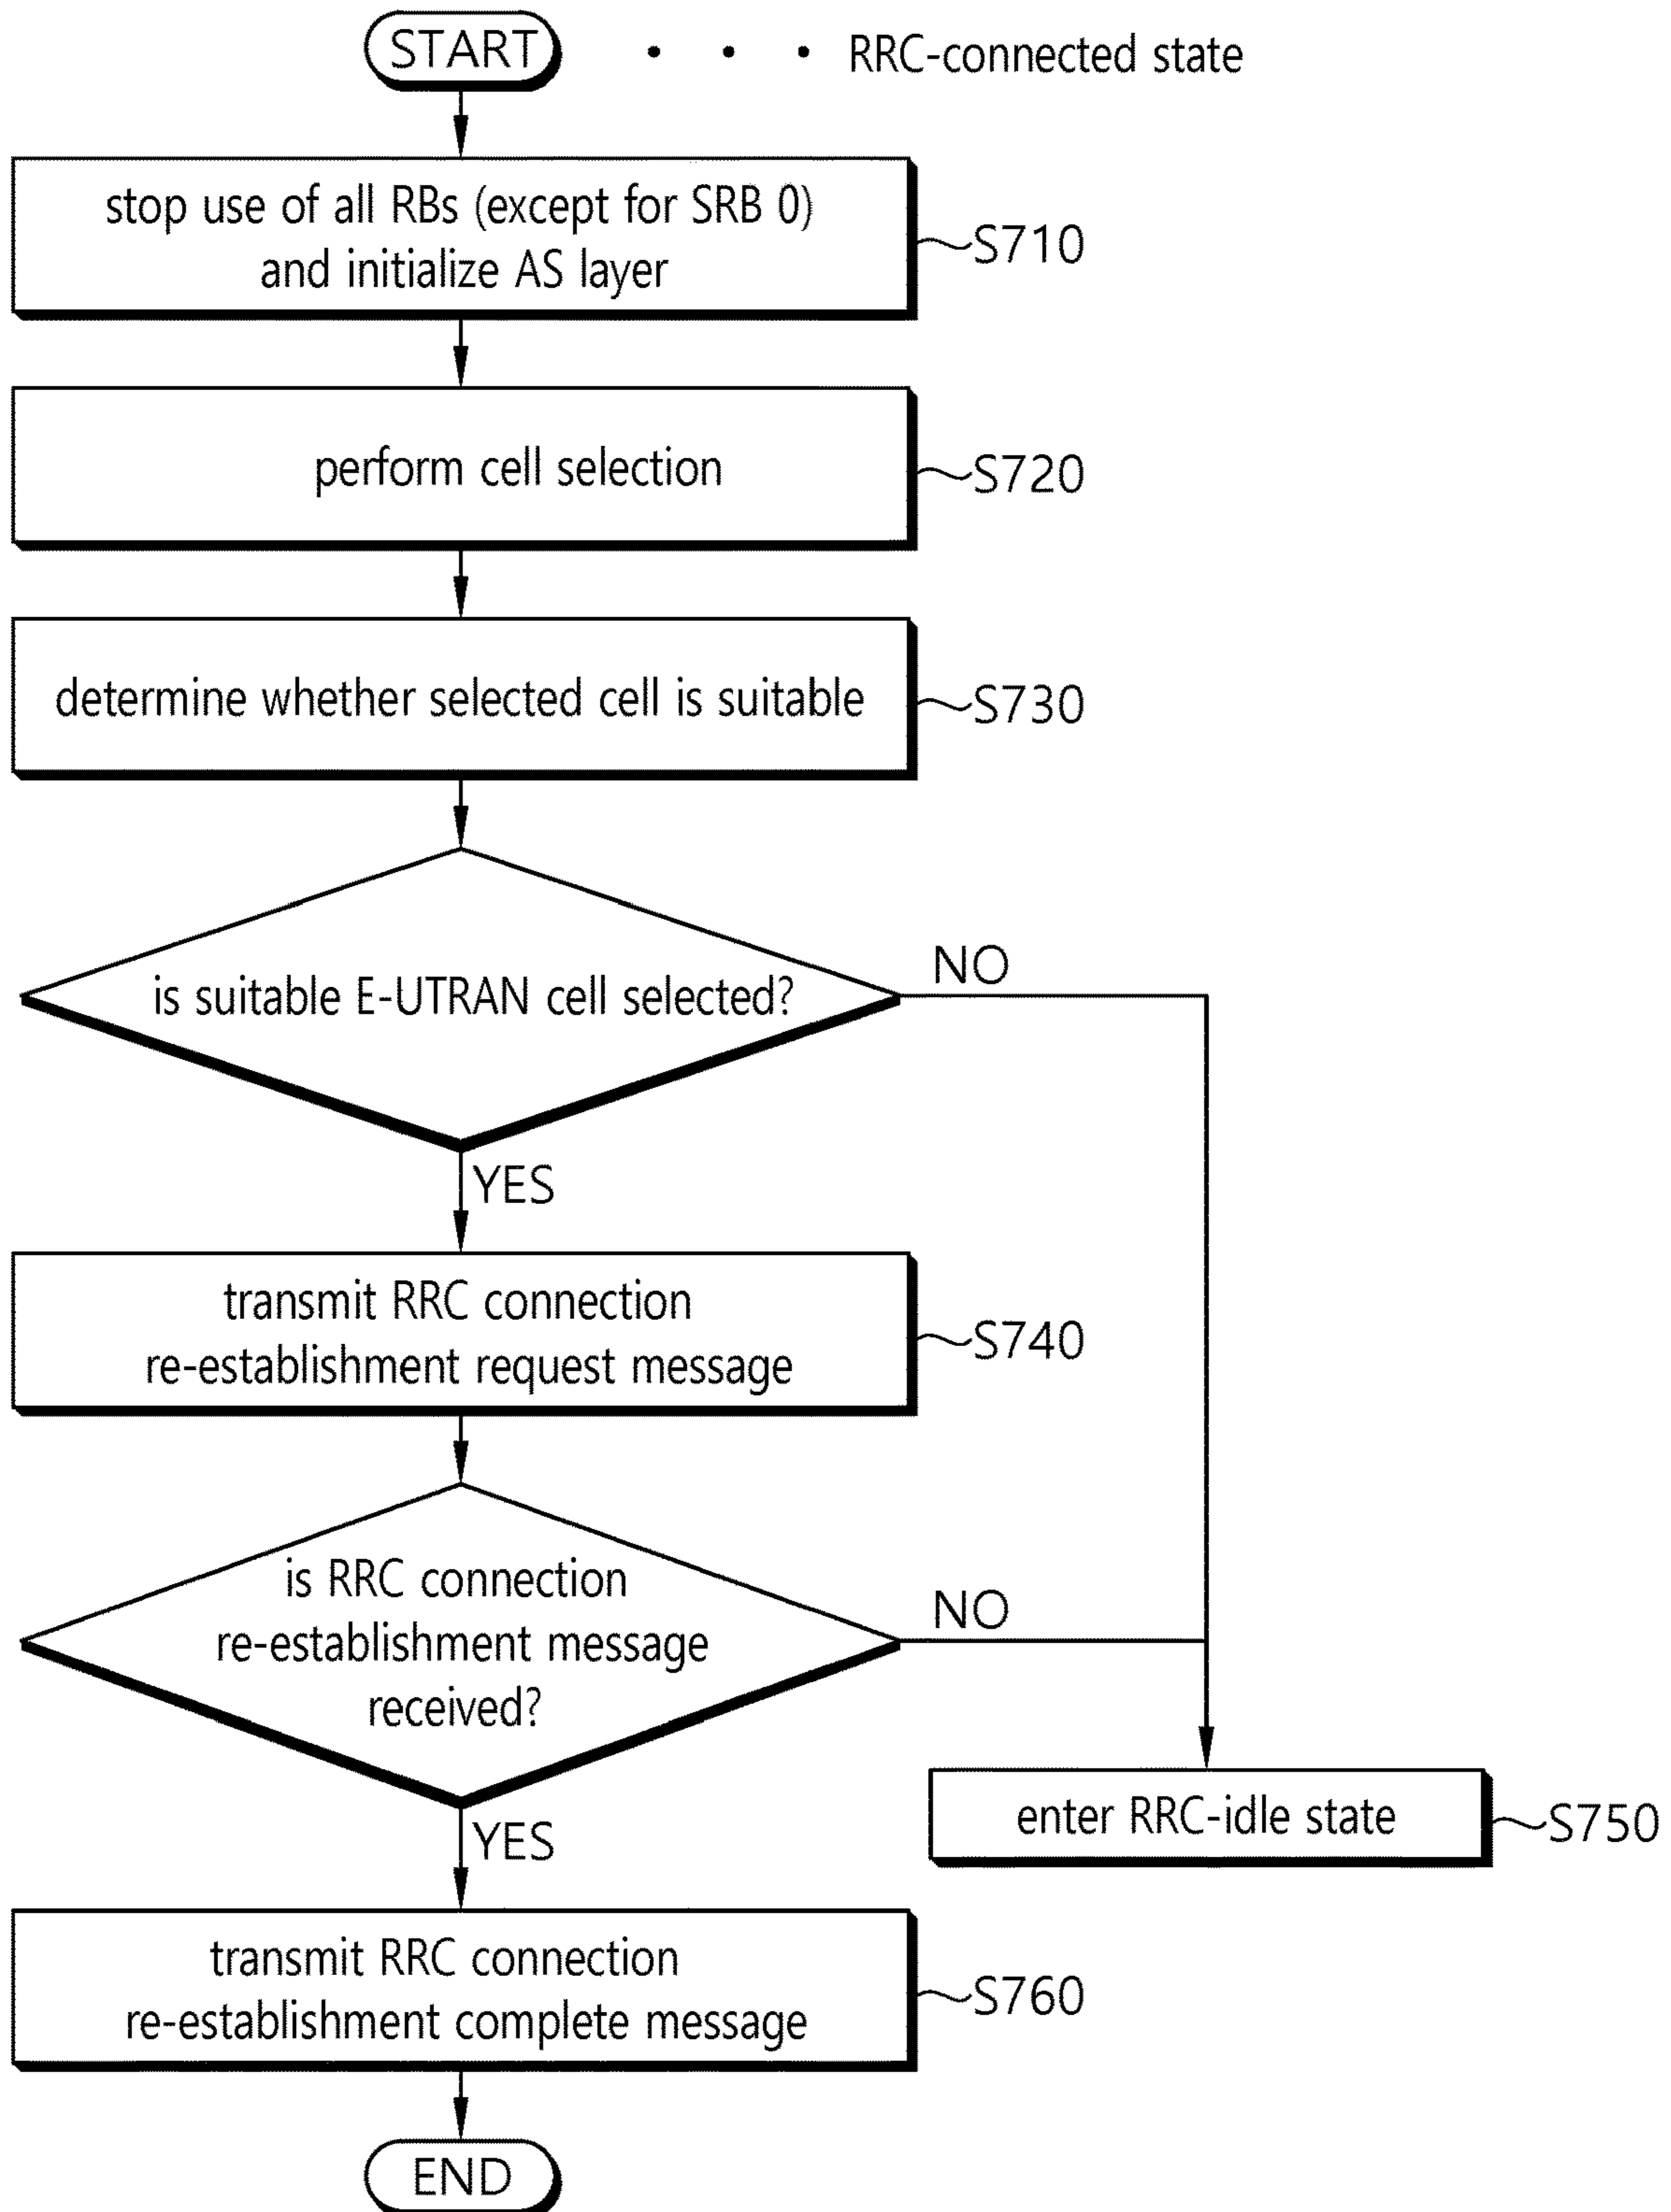 START
RRC-connected state
stop use of all RBs (except for SRB 0)
and initialize AS layer
S710
perform cell selection
S720
determine whether selected cell is suitable
S730
is suitable E-UTRAN cell selected?
NO
YES
transmit RRC connection
re-establishment request message
S740
is RRC connection
re-establishment message
received?
NO
YES
enter RRC-idle state
S750
transmit RRC connection
re-establishment complete message
S760
END